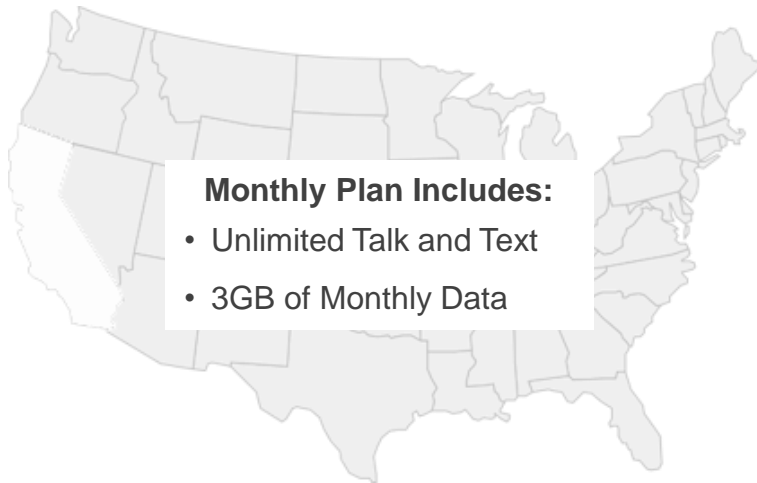 Monthly Plan Includes:
• Unlimited Talk and Text
• 3GB of Monthly Data